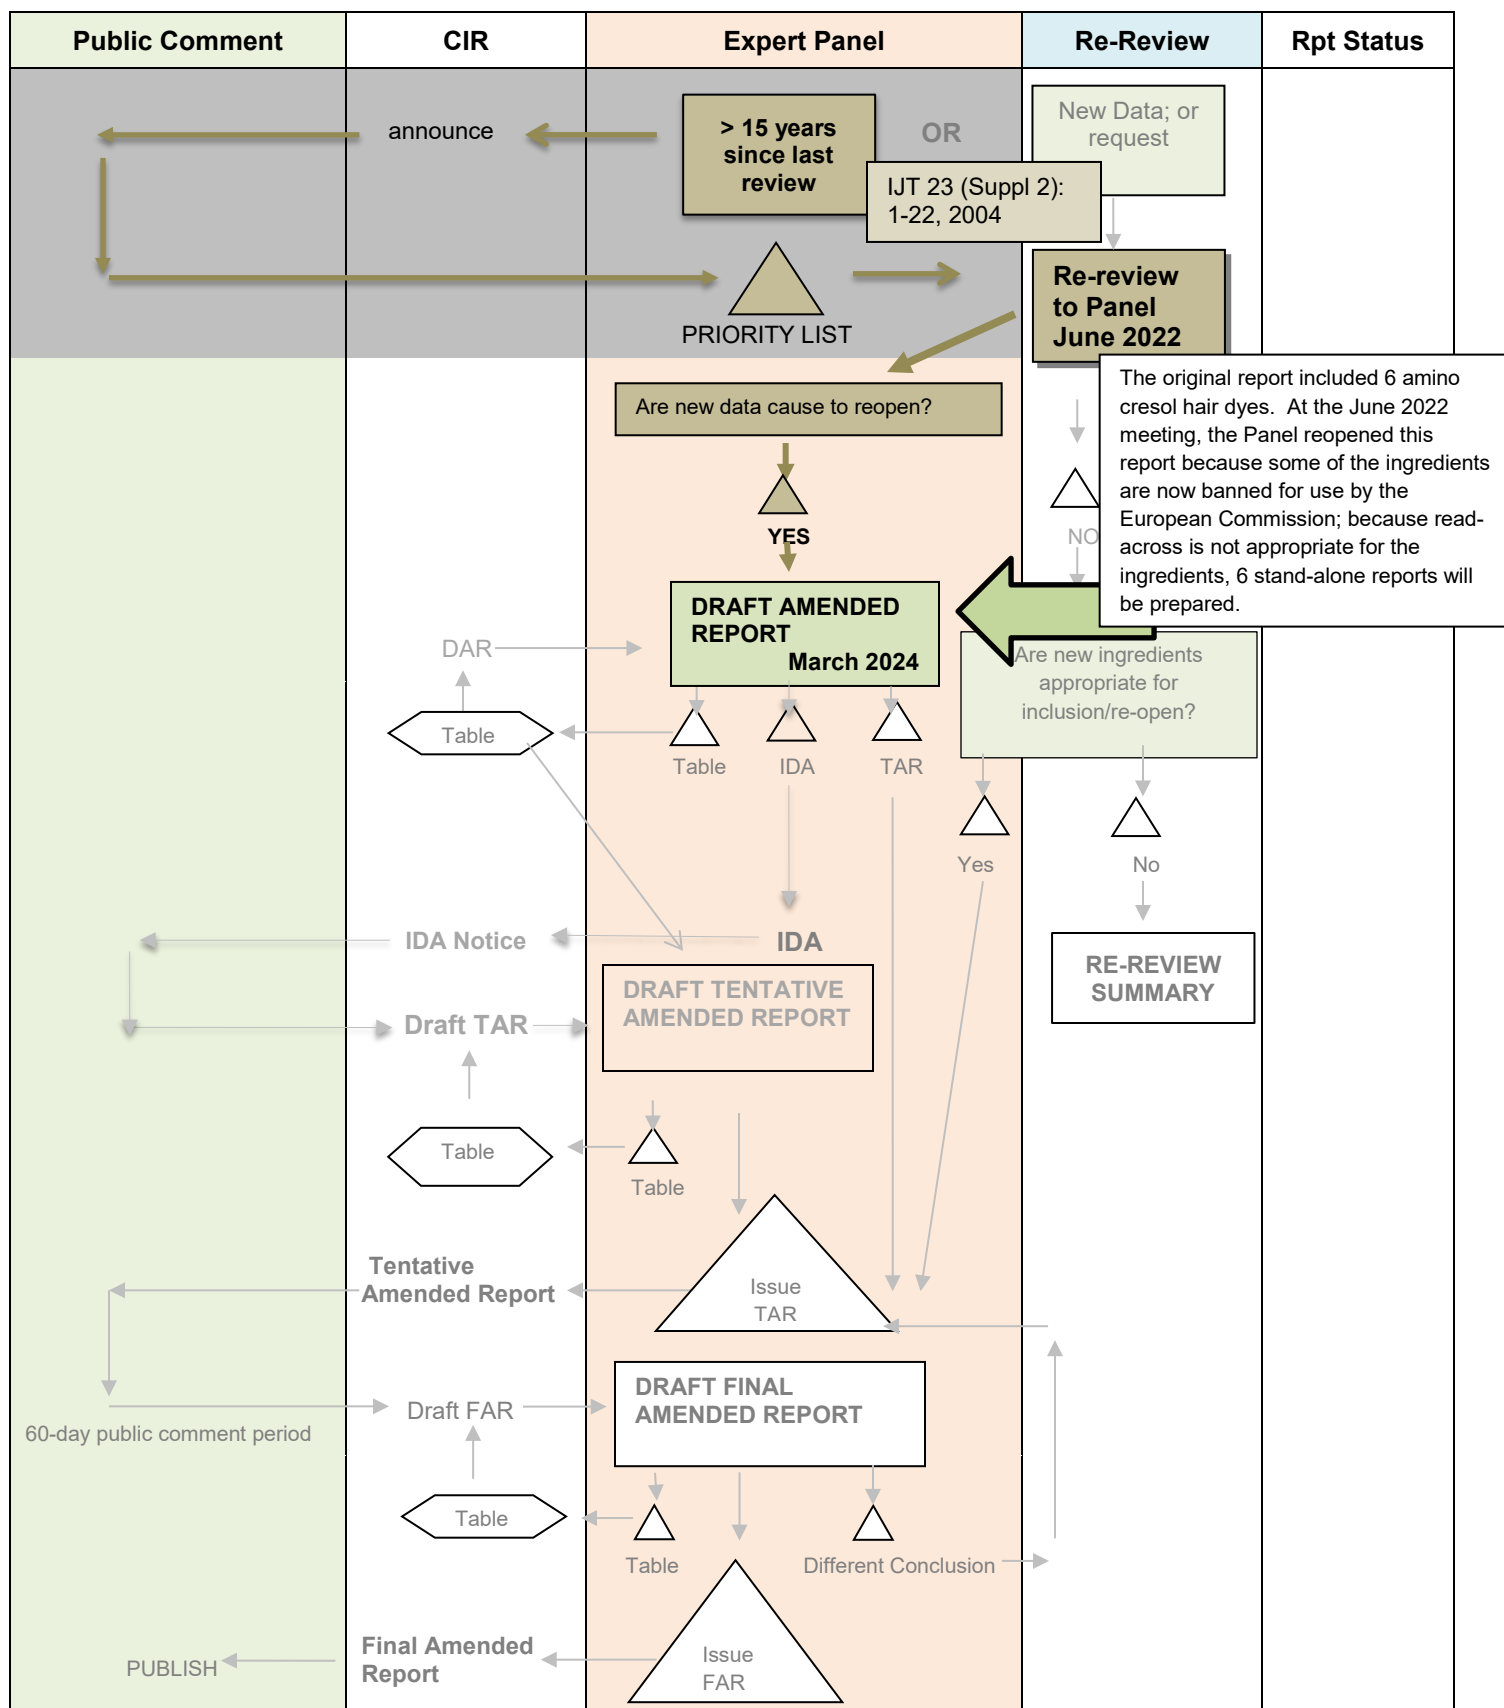 Public Comment
CIR
Expert Panel
Re-Review
Rpt Status
announce
> 15 years
since last
review
OR
New Data; or
request
IJT 23 (Suppl 2):
1-22, 2004
PRIORITY LIST
Re-review
to Panel
June 2022
Are new data cause to reopen?
YES
The original report included 6 amino
cresol hair dyes. At the June 2022
meeting, the Panel reopened this
report because some of the ingredients
are now banned for use by the
European Commission; because read-
across is not appropriate for the
ingredients, 6 stand-alone reports will
be prepared.
NO
DRAFT AMENDED
REPORT
March 2024
DAR
Table
Table
IDA
TAR
Are new ingredients
appropriate for
inclusion/re-open?
Yes
No
IDA Notice
IDA
RE-REVIEW
SUMMARY
Draft TAR
DRAFT TENTATIVE
AMENDED REPORT
Table
Table
Tentative
Amended Report
Issue
TAR
60-day public comment period
Draft FAR
DRAFT FINAL
AMENDED REPORT
Table
Table
Different Conclusion
PUBLISH
Final Amended
Report
Issue
FAR